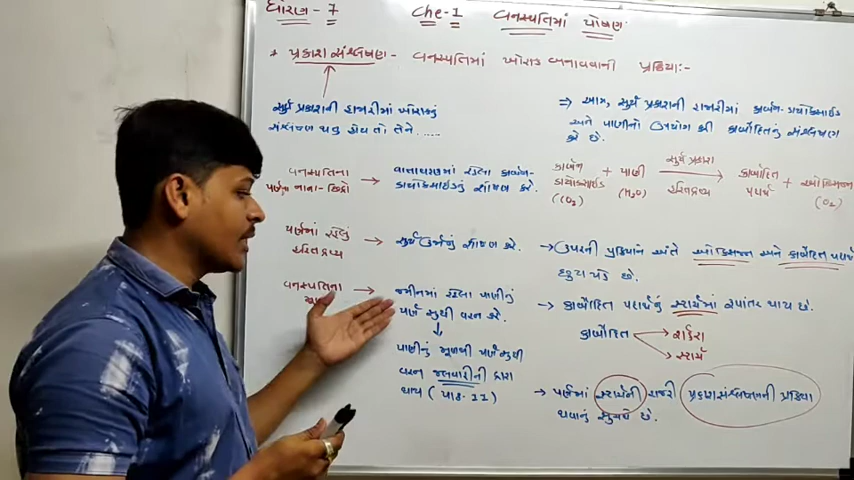 ધોરણ - 7 Che-1 વનસ્પતિમાં પોષણ
* પ્રકાશસંશ્લેષણ - વનસ્પતિમાં ખોરાક બનાવવાની પ્રક્રિયા:-
સૂર્ય પ્રકાશની હાજરીમાં ખોરાકનું
સંશ્લેષણ થતું હોય તો તેને .....
⇒ આમ, સૂર્ય પ્રકાશની હાજરીમાં કાર્બન-ડાયોક્સાઈડ
અને પાણીનો ઉપયોગ કરી કાર્બોદિતનું સંશ્લેષણ
કરે છે.
વનસ્પતિના
પર્ણના નાના-છિદ્રો
→ વાતાવરણમાં રહેલા કાર્બન-
ડાયોક્સાઈડનું શોષણ કરે.
કાર્બન + પાણી સૂર્ય પ્રકાશ → કાર્બોદિત + ઓક્સિજન
ડાયોક્સાઈડ (H₂O) હરિતદ્રવ્ય પદાર્થ (O₂)
(CO₂)
પર્ણમાં રહેલું
હરિતદ્રવ્ય
→ સૂર્ય ઉર્જાનું શોષણ કરે.
→ ઉપરની પ્રક્રિયાને અંતે ઓક્સિજન અને કાર્બોદિત પદાર્થ
છૂટા પડે છે.
વનસ્પતિના
→ જમીનમાં રહેલા પાણીનું
પર્ણ સુધી વહન કરે.
↓
પાણીનું મૂળથી પર્ણ સુધી
વહન જલવાહીની દ્વારા
થાય (પાઠ-11)
→ કાર્બોદિત પદાર્થનું સ્ટાર્ચમાં રૂપાંતર થાય છે.
કાર્બોદિત → શર્કરા
→ સ્ટાર્ચ
→ પર્ણમાં સ્ટાર્ચની હાજરી પ્રકાશસંશ્લેષણની પ્રક્રિયા
થવાનું સૂચવે છે.